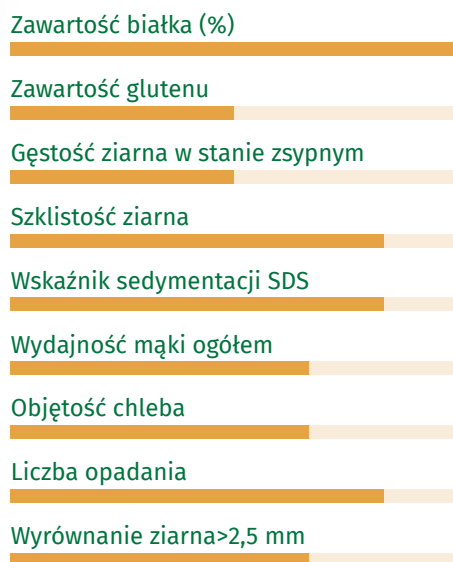 Zawartość białka (%)
Zawartość glutenu
Gęstość ziarna w stanie zsypnym
Szklistość ziarna
Wskaźnik sedymentacji SDS
Wydajność mąki ogółem
Objętość chleba
Liczba opadania
Wyrównanie ziarna>2,5 mm